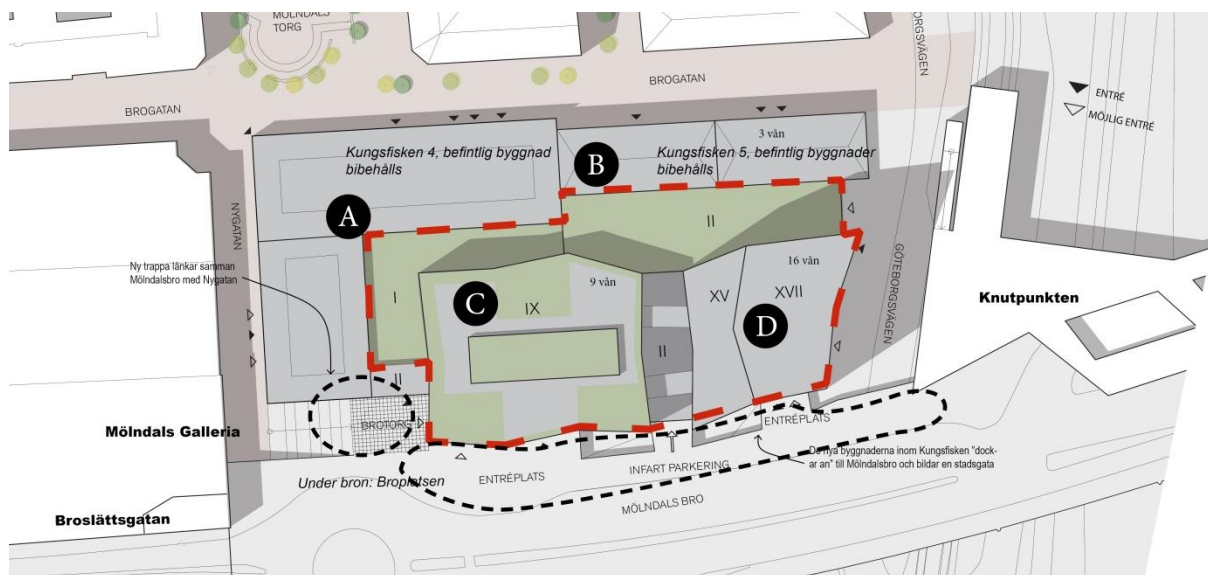 MÖLNDALS
TORG
BORGSVÄGEN
BROGATAN
BROGATAN
ENTRÉ
MÖJLIG ENTRÉ
3 vån
Kungsfisken 4, befintlig byggnad
bibehålls
B
Kungsfisken 5, befintlig byggnader
bibehålls
A
NYGATAN
II
Ny trappa länkar samman
Mölndalsbro med Nygatan
GÖTEBORGSVÄGEN
16 vån
9 vån
I
C
IX
XV
XVII
D
Knutpunkten
II
II
Mölndals Galleria
BROTORG
ENTRÉPLATS
De nya byggnaderna inom Kungsfisken "dock-
ar an" till Mölndalsbro och bildar en stadsgata
INFART PARKERING
ENTRÉPLATS
Under bron: Broplatsen
MÖLNDALS BRO
Broslättsgatan